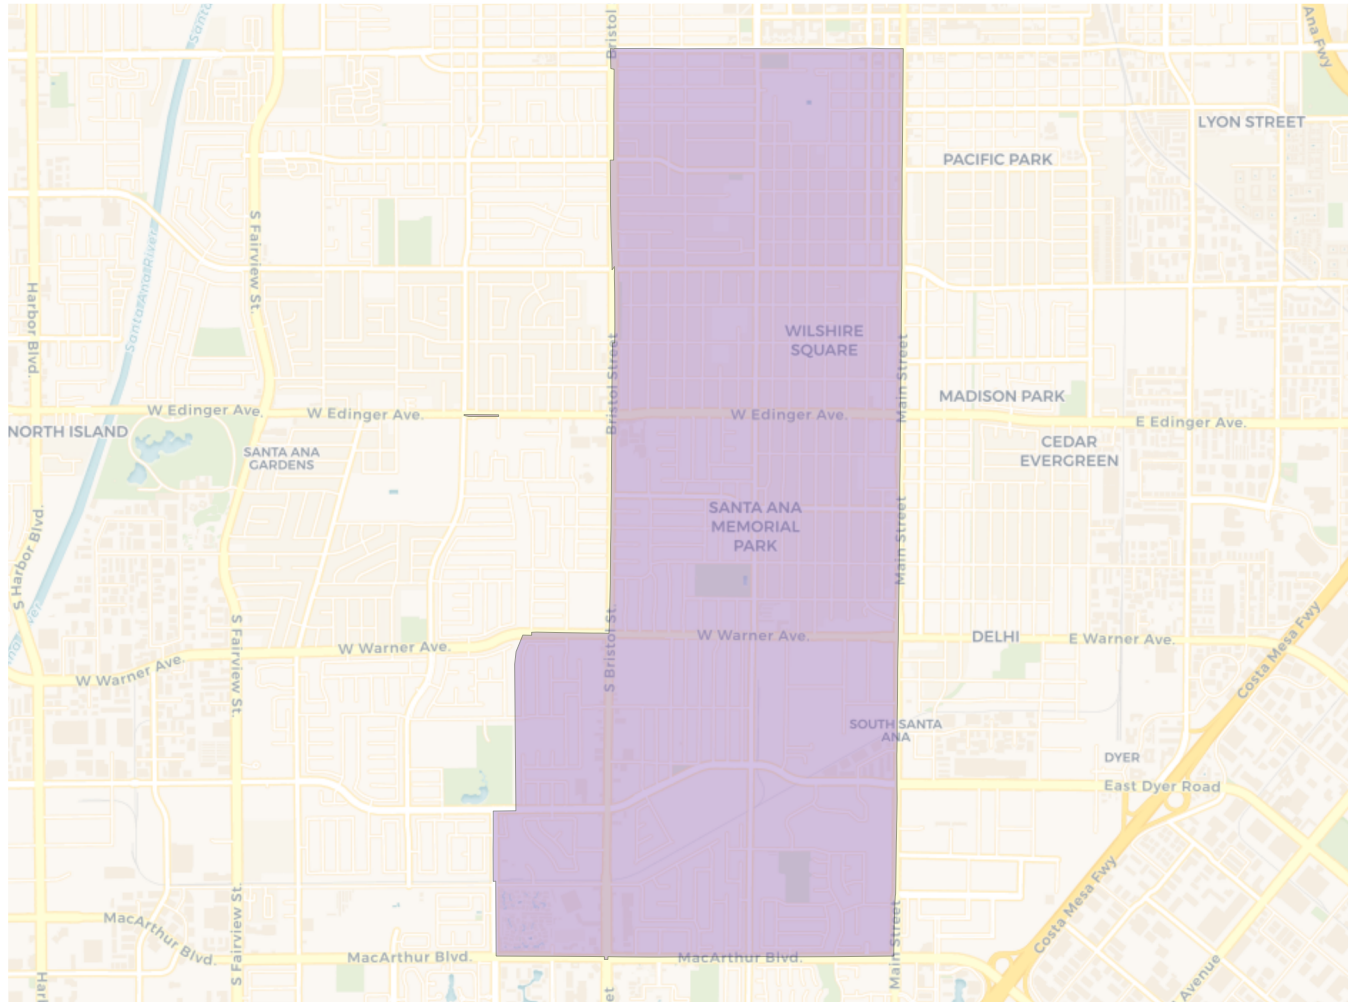 Santa
Bristol
Ana Fwy
LYON STREET
PACIFIC PARK
S Fairview St.
Santa Ana River
Harbor Blvd.
WILSHIRE
SQUARE
Bristol Street
Main Street
MADISON PARK
W Edinger Ave.
W Edinger Ave.
W Edinger Ave.
E Edinger Ave.
NORTH ISLAND
SANTA ANA
GARDENS
CEDAR
EVERGREEN
SANTA ANA
MEMORIAL
PARK
Main Street
S Harbor Blvd.
S Fairview St.
S Bristol St.
W Warner Ave.
W Warner Ave.
W Warner Ave.
DELHI
E Warner Ave.
Costa Mesa Fwy
SOUTH SANTA
ANA
DYER
East Dyer Road
S Fairview St.
MacArthur Blvd.
MacArthur Blvd.
MacArthur Blvd.
Main Street
Costa Mesa Fwy
Avenue